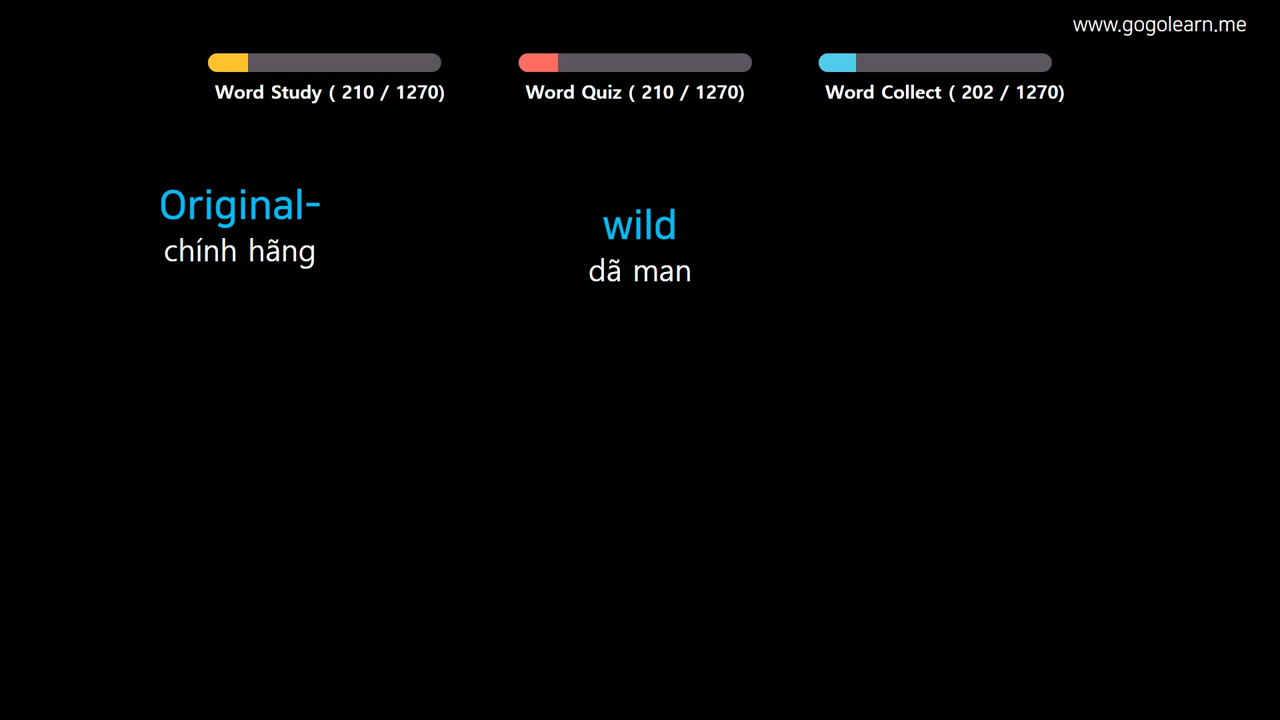 www.gogolearn.me
Word Study ( 210 / 1270)
Word Quiz ( 210 / 1270)
Word Collect ( 202 / 1270)
Original-
chính hãng
wild
dã man